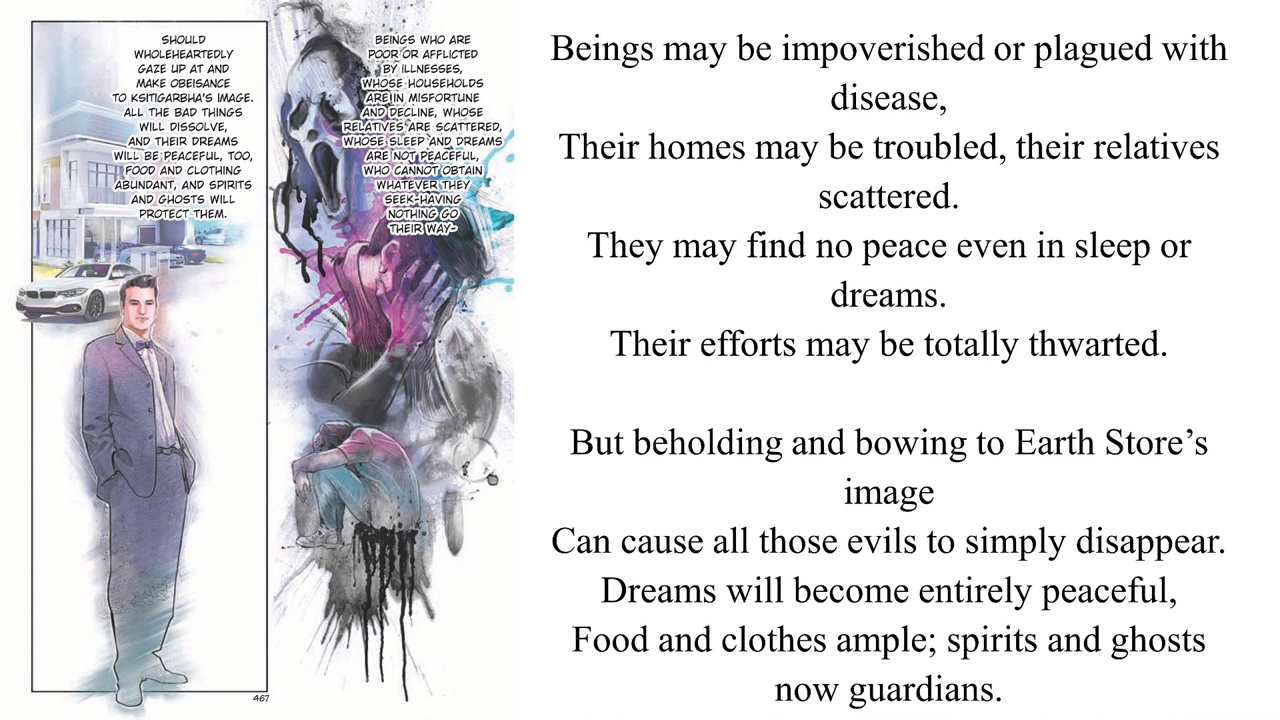 SHOULD
WHOLEHEARTEDLY
GAZE UP AT AND
MAKE OBEISANCE
TO KSITIGARBHA'S IMAGE.
ALL THE BAD THINGS
WILL DISSOLVE,
AND THEIR DREAMS
WILL BE PEACEFUL, TOO,
FOOD AND CLOTHING
ABUNDANT, AND SPIRITS
AND GHOSTS WILL
PROTECT THEM.
BEINGS WHO ARE
POOR OR AFFLICTED
BY ILLNESSES,
WHOSE HOUSEHOLDS
ARE IN MISFORTUNE
AND DECLINE, WHOSE
RELATIVES ARE SCATTERED,
WHOSE SLEEP AND DREAMS
ARE NOT PEACEFUL,
WHO CANNOT OBTAIN
WHATEVER THEY
SEEK-HAVING
NOTHING GO
THEIR WAY-
467
Beings may be impoverished or plagued with
disease,
Their homes may be troubled, their relatives
scattered.
They may find no peace even in sleep or
dreams.
Their efforts may be totally thwarted.
But beholding and bowing to Earth Store’s
image
Can cause all those evils to simply disappear.
Dreams will become entirely peaceful,
Food and clothes ample; spirits and ghosts
now guardians.